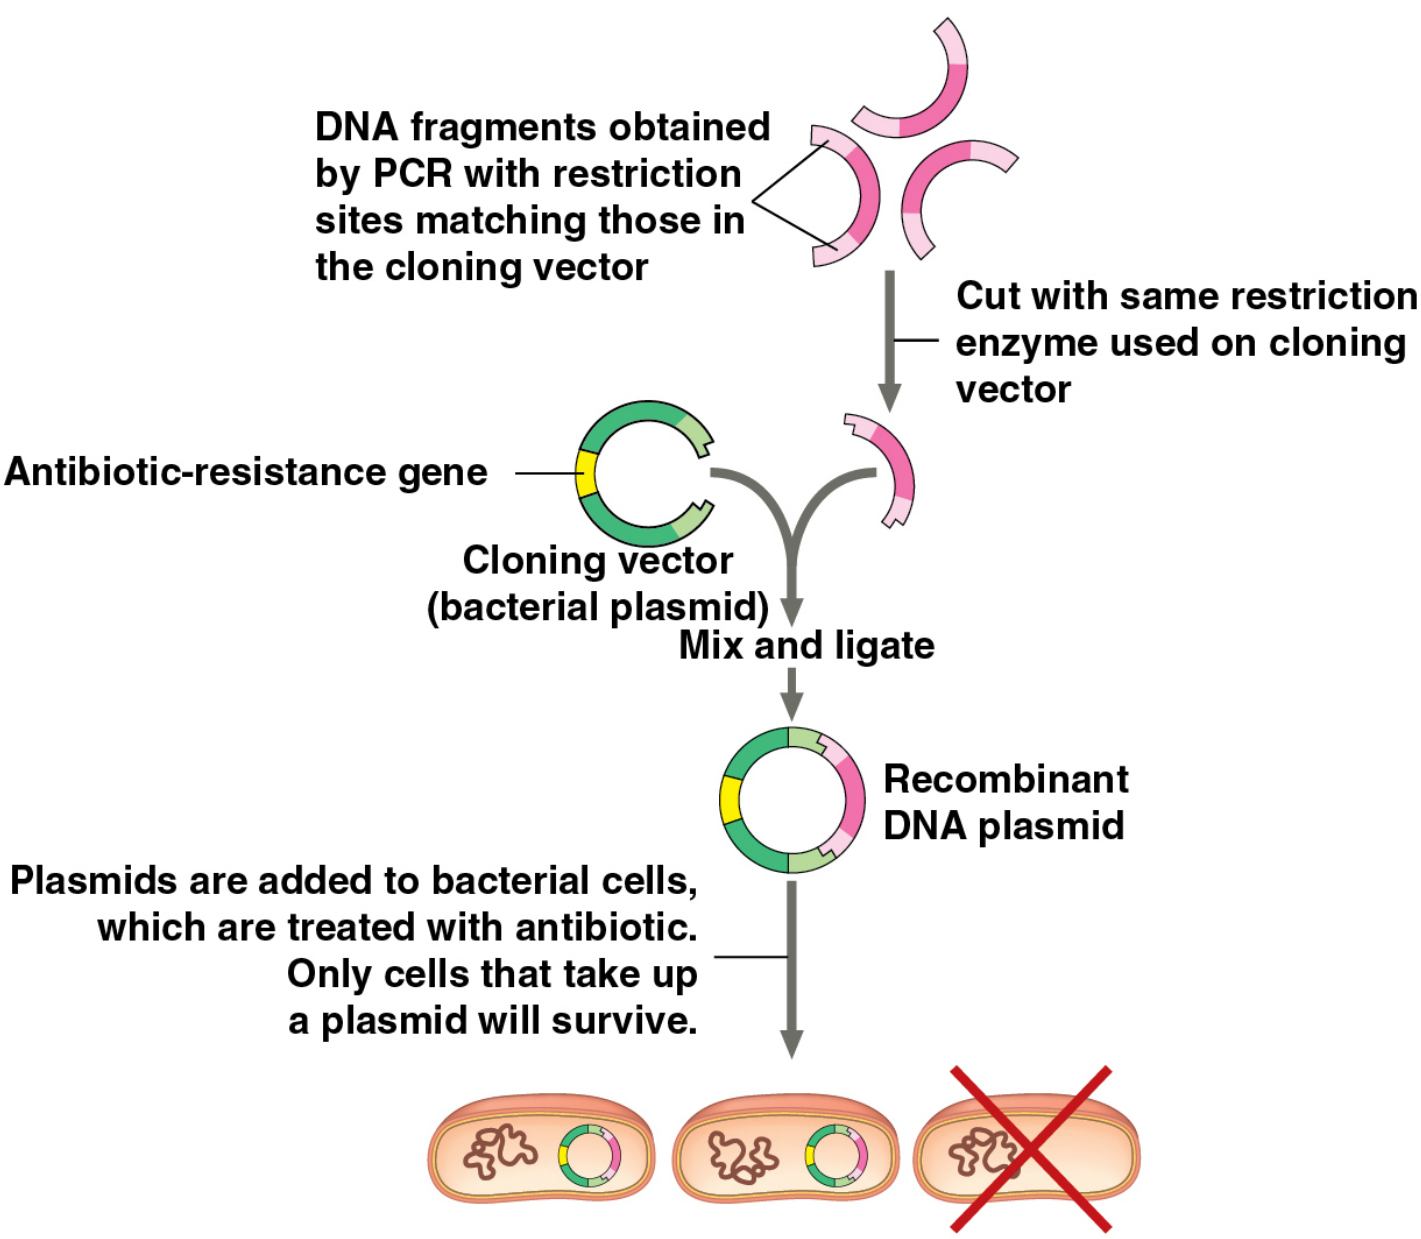 DNA fragments obtained
by PCR with restriction
sites matching those in
the cloning vector
Cut with same restriction
enzyme used on cloning
vector
Antibiotic-resistance gene
Cloning vector
(bacterial plasmid)
Mix and ligate
Recombinant
DNA plasmid
Plasmids are added to bacterial cells,
which are treated with antibiotic.
Only cells that take up
a plasmid will survive.